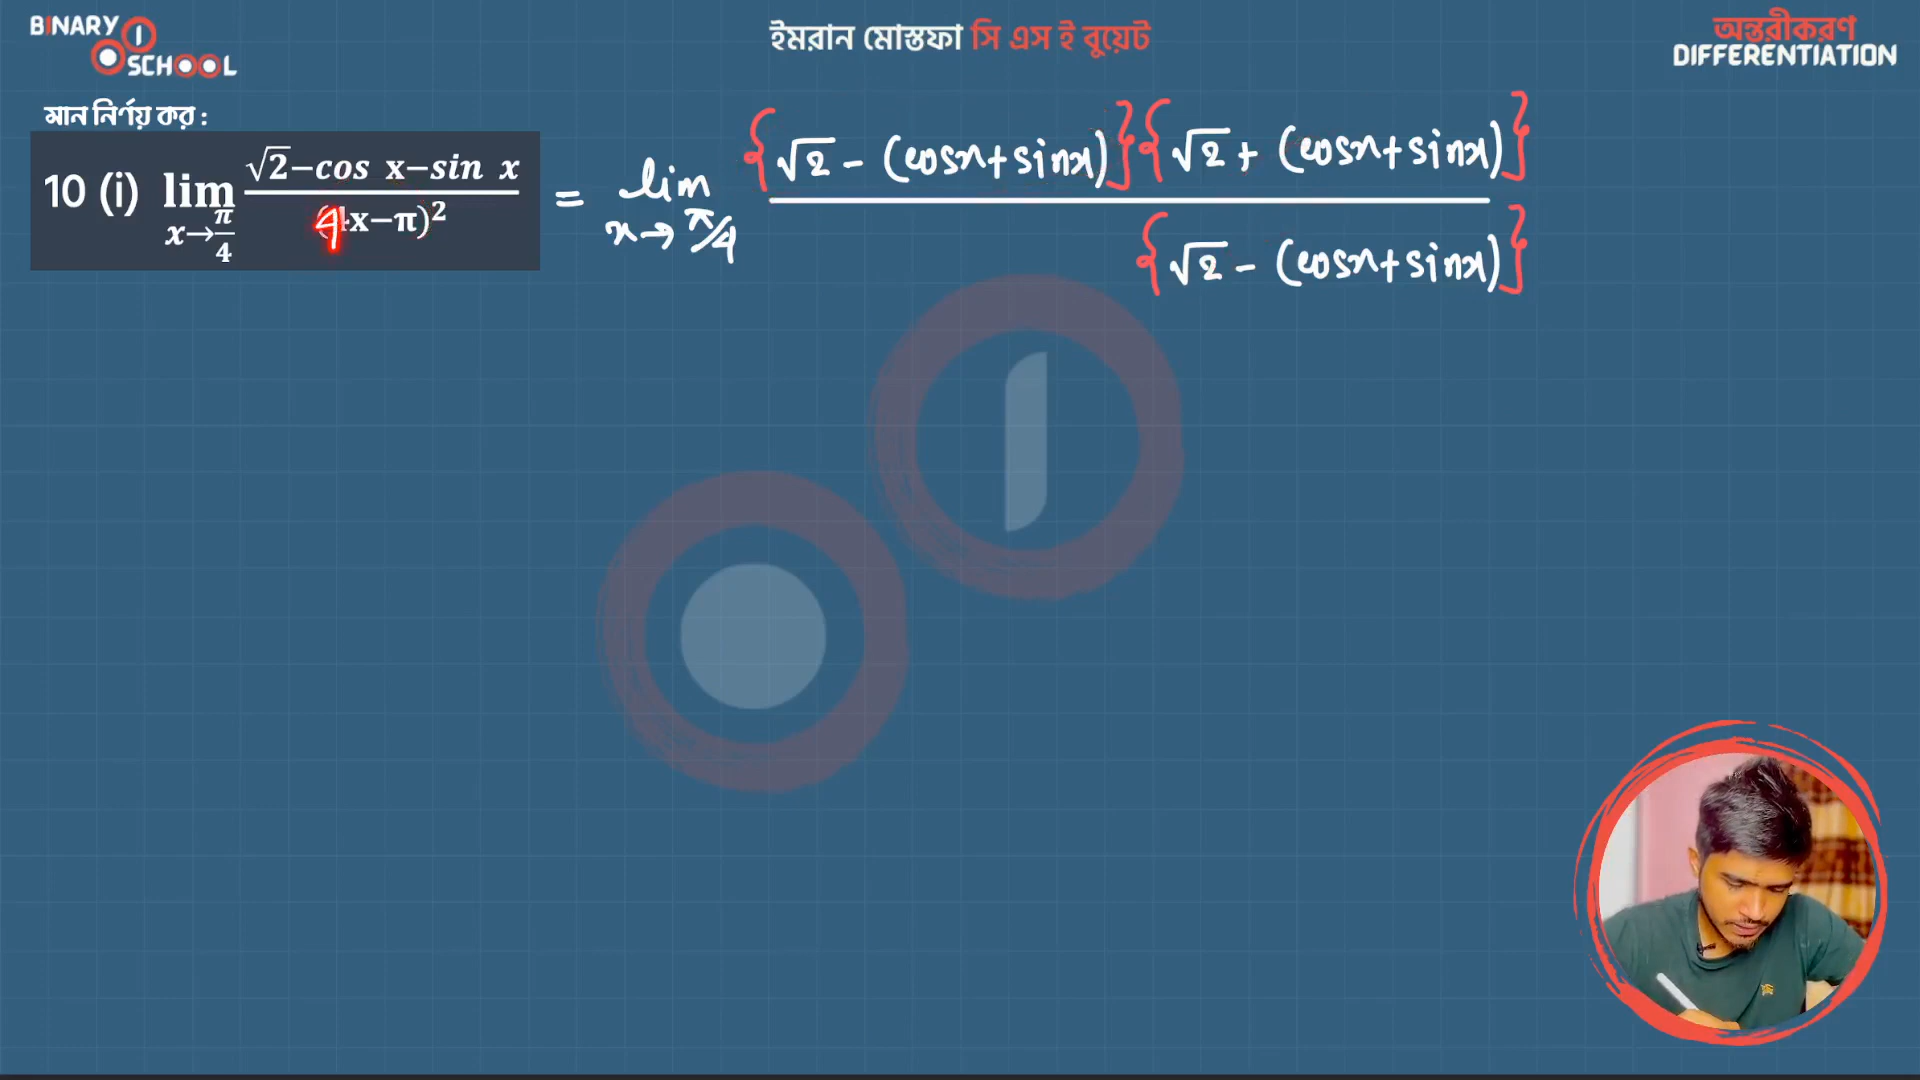 BINARY SCHOOL
ইমরান মোস্তফা সি এস ই বুয়েট
অন্তরীকরণ
DIFFERENTIATION
মান নির্ণয় কর :
10 (i) lim x→π/4 (√2−cos x−sin x)/(4x−π)² = lim x→π/4 {√2 − (cosx+sinx)}{√2 + (cosx+sinx)} / {√2 − (cosx+sinx)}